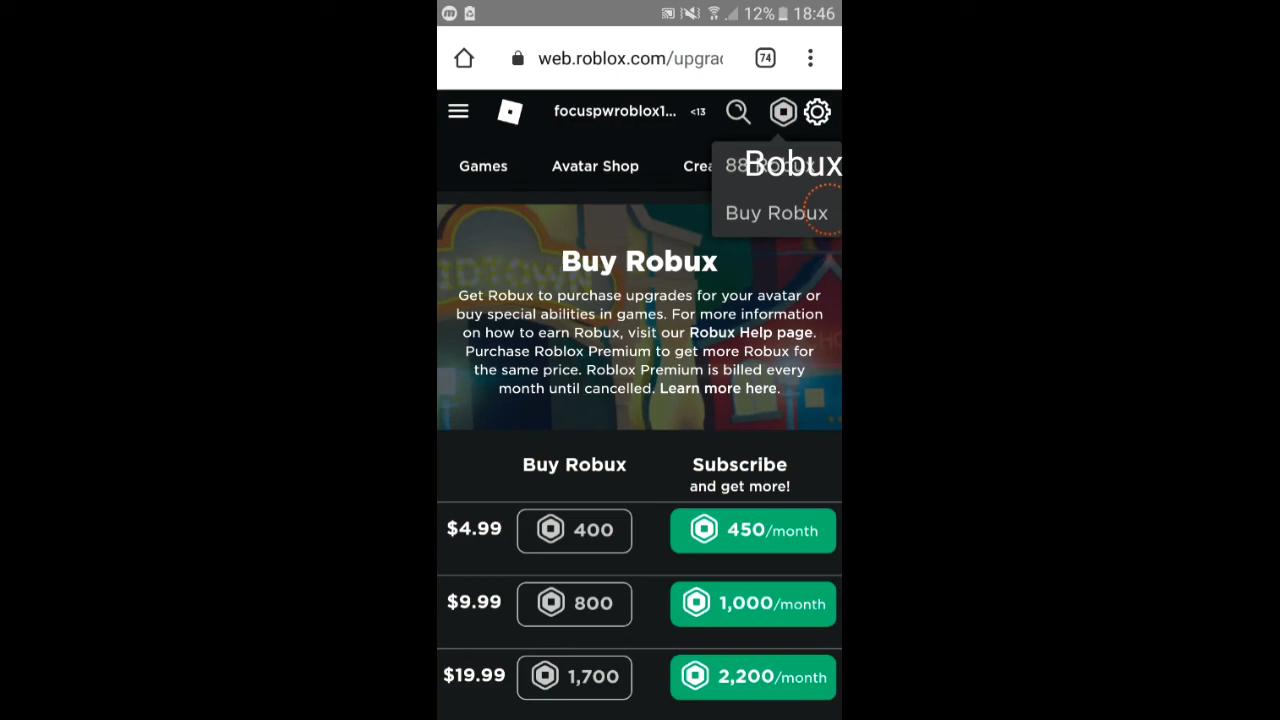 12% 18:46
web.roblox.com/upgrac
74
focuspwroblox1... <13
Games Avatar Shop Crea
88 Robux
Bobux
Buy Robux
Buy Robux
Get Robux to purchase upgrades for your avatar or
buy special abilities in games. For more information
on how to earn Robux, visit our Robux Help page.
Purchase Roblox Premium to get more Robux for
the same price. Roblox Premium is billed every
month until cancelled. Learn more here.
Buy Robux Subscribe
and get more!
$4.99 400 450/month
$9.99 800 1,000/month
$19.99 1,700 2,200/month